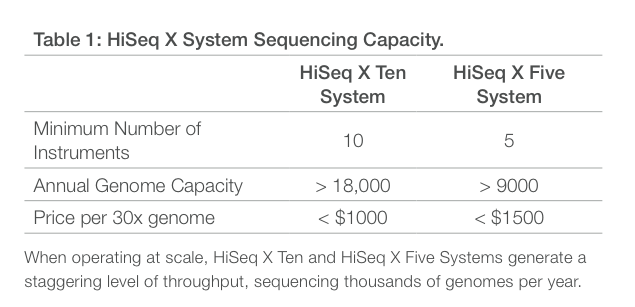 Table 1: HiSeq X System Sequencing Capacity.
HiSeq X Ten System HiSeq X Five System
Minimum Number of Instruments 10 5
Annual Genome Capacity > 18,000 > 9000
Price per 30x genome < $1000 < $1500
When operating at scale, HiSeq X Ten and HiSeq X Five Systems generate a
staggering level of throughput, sequencing thousands of genomes per year.